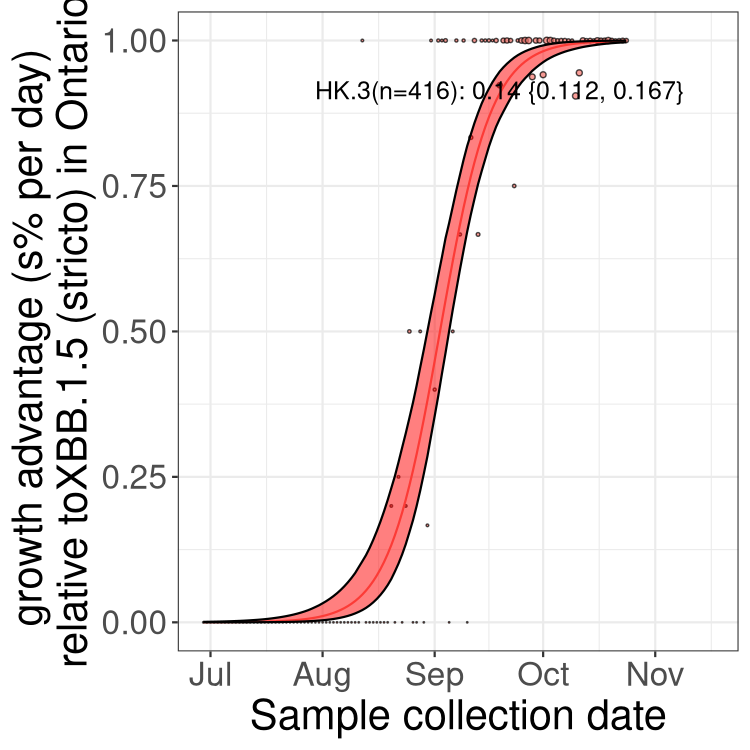 growth advantage (s% per day)
relative toXBB.1.5 (stricto) in Ontario
1.00
0.75
0.50
0.25
0.00
HK.3(n=416): 0.14 {0.112, 0.167}
Jul Aug Sep Oct Nov
Sample collection date